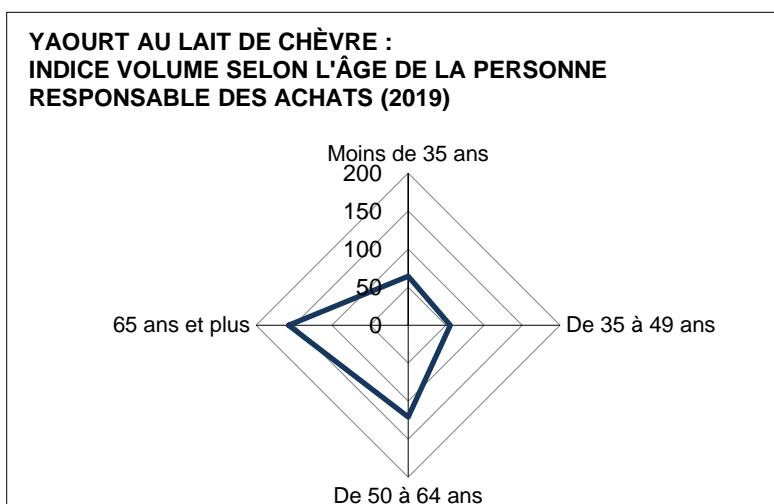 YAOURT AU LAIT DE CHÈVRE :
INDICE VOLUME SELON L'ÂGE DE LA PERSONNE
RESPONSABLE DES ACHATS (2019)
Moins de 35 ans
200
150
100
50
65 ans et plus
0
De 35 à 49 ans
De 50 à 64 ans